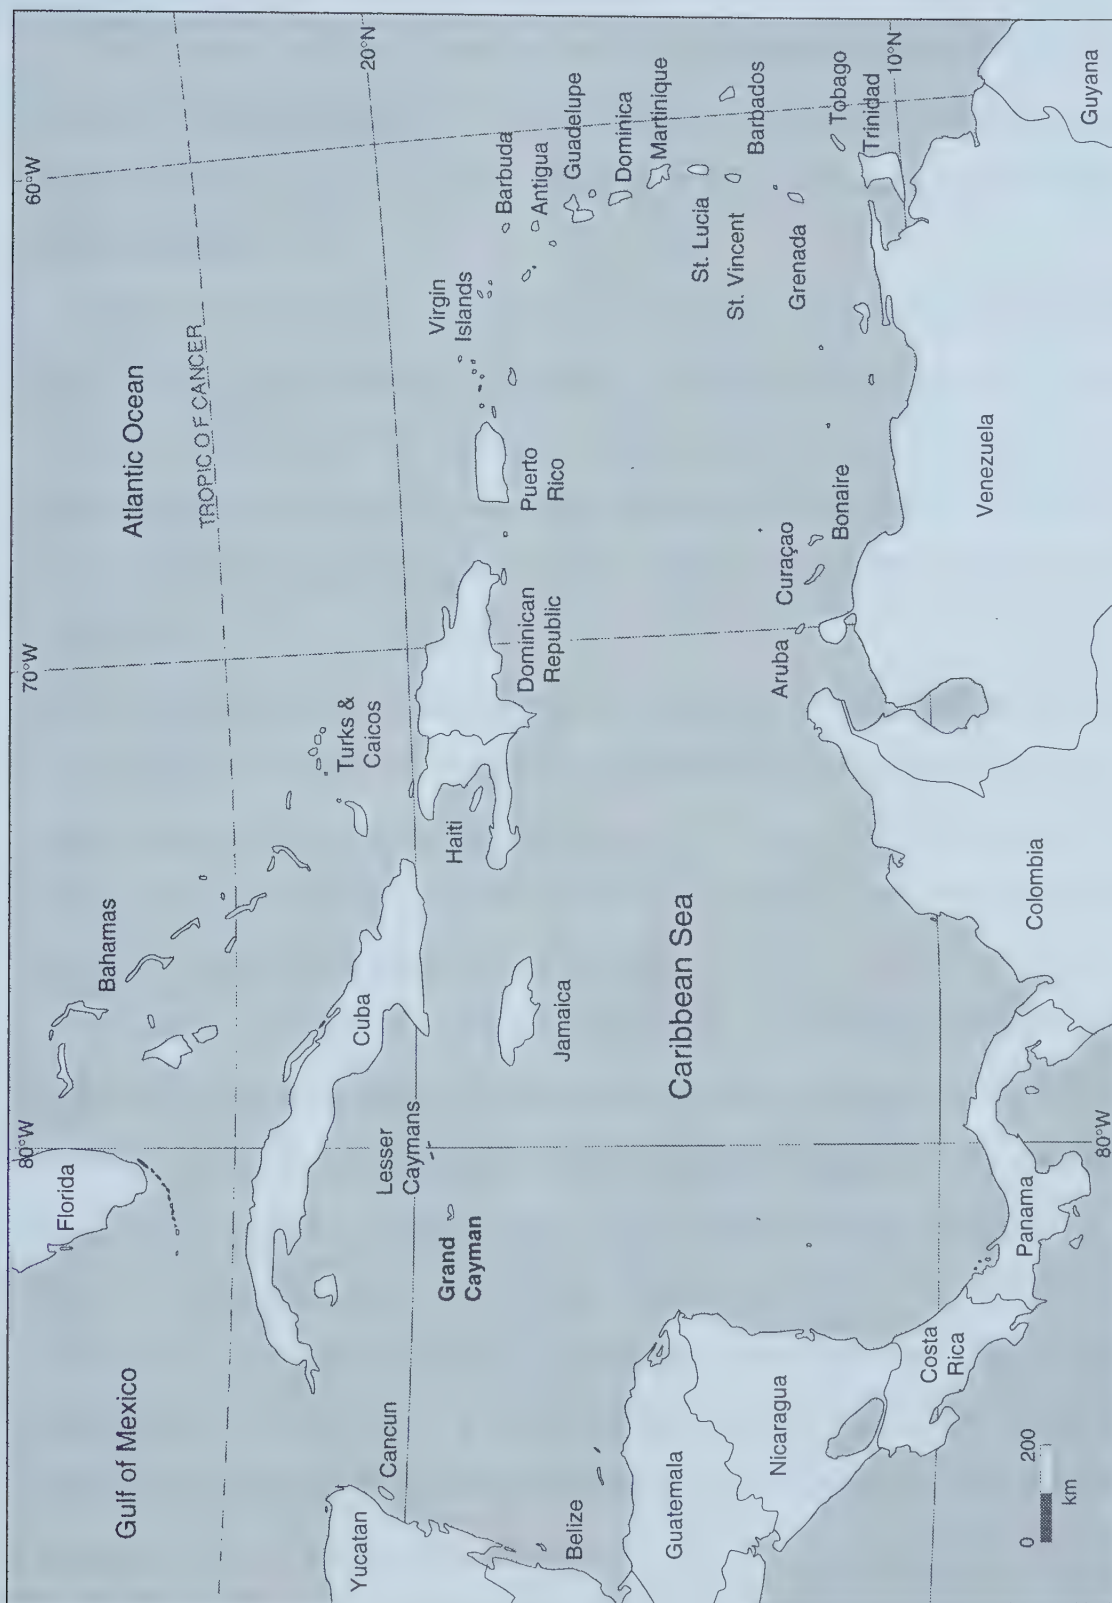 Gulf of Mexico
Atlantic Ocean
80°W
70°W
60°W
Florida
Bahamas
TROPIC OF CANCER
Yucatan
Cancun
Cuba
Turks &
Caicos
20°N
Lesser
Caymans
Grand
Cayman
Haiti
Dominican
Republic
Puerto
Rico
Virgin
Islands
Barbuda
Antigua
Guadelupe
Dominica
Martinique
Jamaica
Belize
Caribbean Sea
St. Lucia
St. Vincent
Barbados
Grenada
Tobago
Trinidad
Guatemala
Nicaragua
Aruba
Curaçao
Bonaire
10°N
Costa
Rica
Panama
Colombia
Venezuela
Guyana
0
200
km
80°W